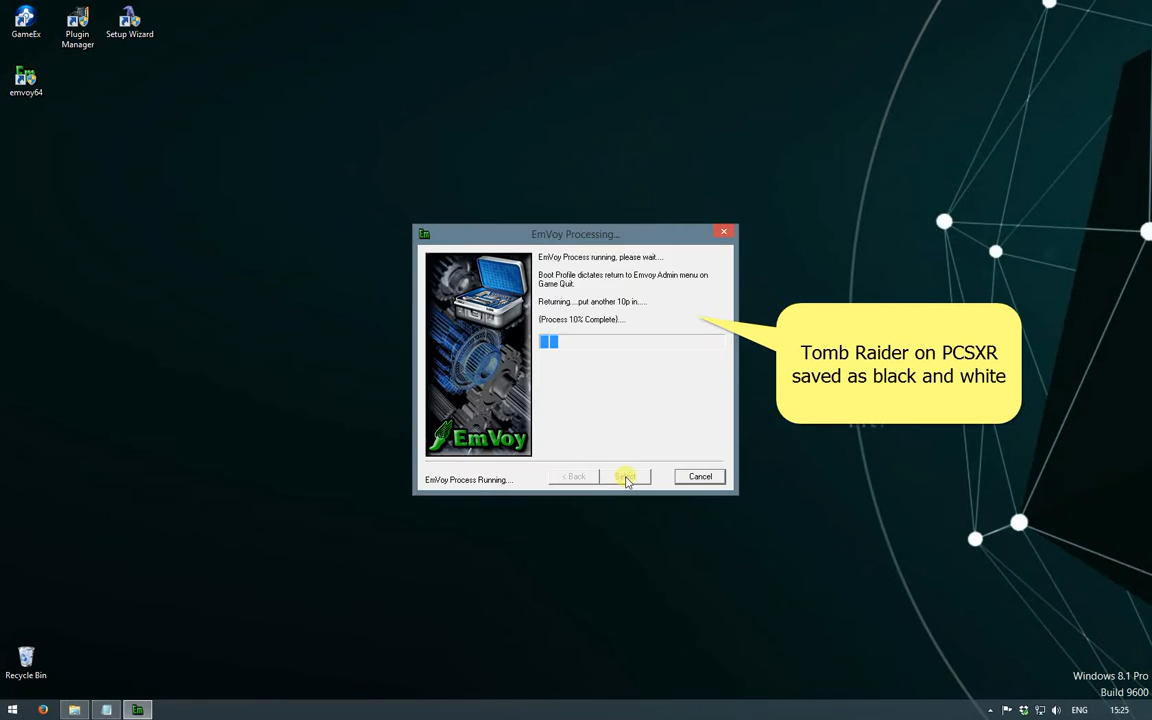 GameEx
Plugin
Manager
Setup Wizard
emvoy64
EmVoy Processing...
EmVoy Process running, please wait....
Boot Profile dictates return to Emvoy Admin menu on
Game Quit.
Returning....put another 10p in.....
{Process 10% Complete}....
Tomb Raider on PCSXR
saved as black and white
EmVoy
EmVoy Process Running....
< Back
Select
Cancel
Recycle Bin
Windows 8.1 Pro
Build 9600
ENG
15:25